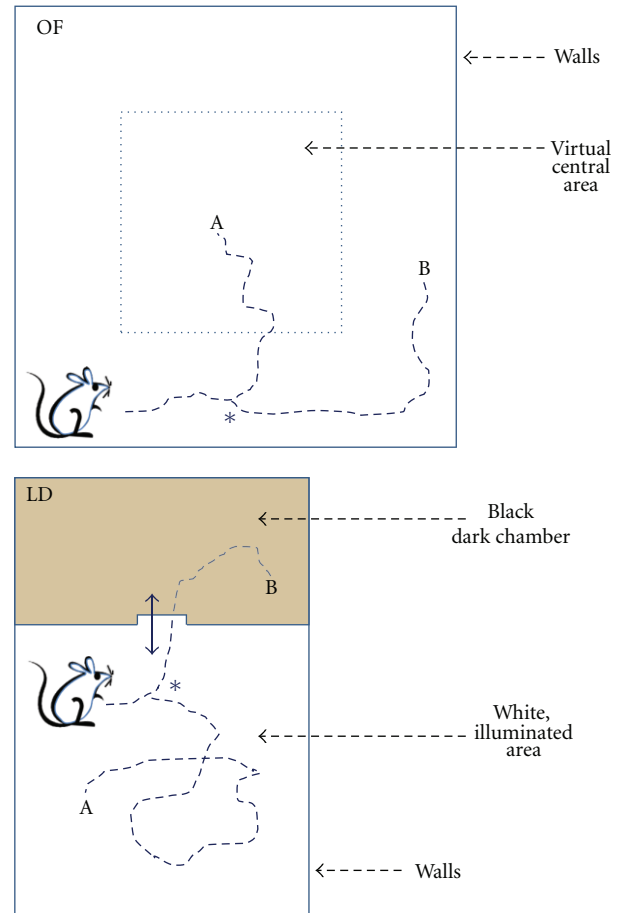 OF
Walls
Virtual
central
area
A
B
*
LD
Black
dark chamber
B
*
White,
illuminated
area
A
Walls